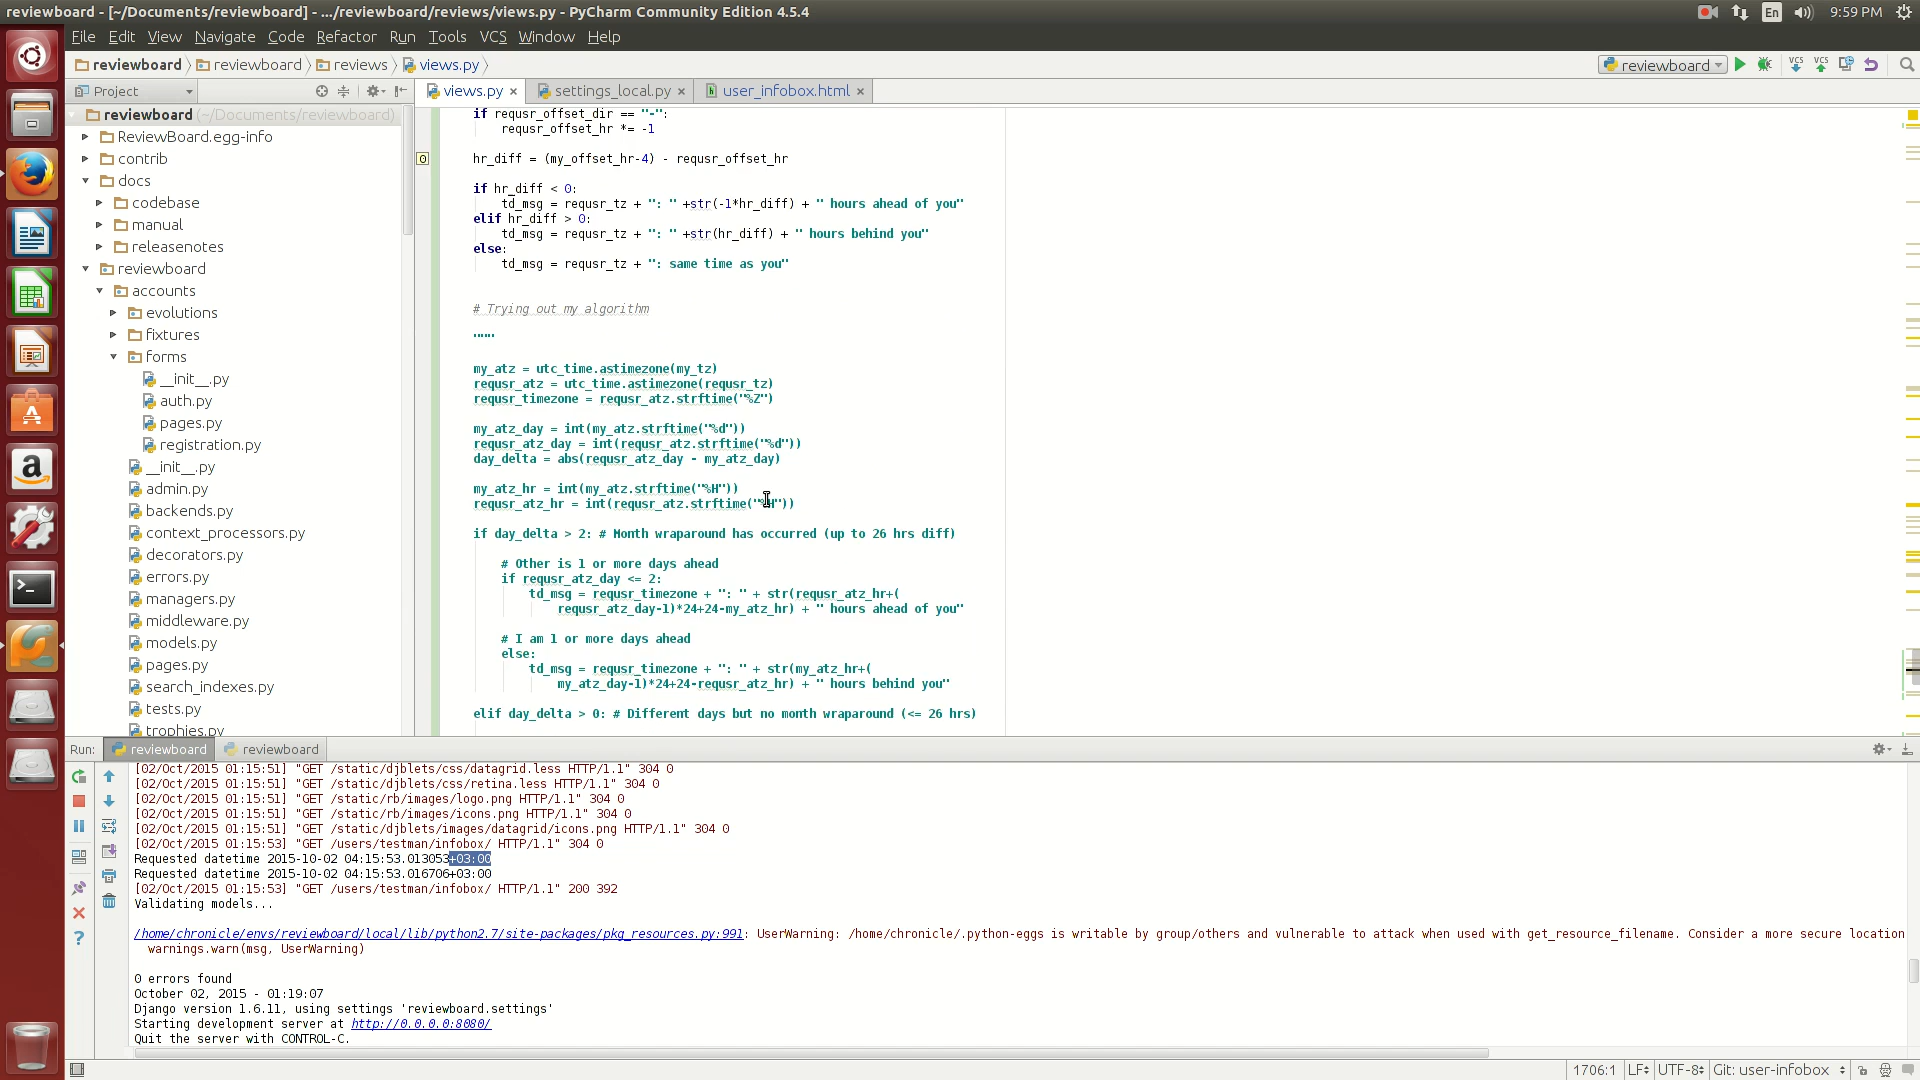 reviewboard - [~/Documents/reviewboard] - .../reviewboard/reviews/views.py - PyCharm Community Edition 4.5.4
En
9:59 PM
File Edit View Navigate Code Refactor Run Tools VCS Window Help
reviewboard reviewboard reviews views.py
reviewboard
VCS VCS
Project
views.py settings_local.py user_infobox.html
reviewboard (~/Documents/reviewboard)
ReviewBoard.egg-info
contrib
docs
codebase
manual
releasenotes
reviewboard
accounts
evolutions
fixtures
forms
__init__.py
auth.py
pages.py
registration.py
__init__.py
admin.py
backends.py
context_processors.py
decorators.py
errors.py
managers.py
middleware.py
models.py
pages.py
search_indexes.py
tests.py
trophies.py
if requsr_offset_dir == "-":
requsr_offset_hr *= -1
hr_diff = (my_offset_hr-4) - requsr_offset_hr
if hr_diff < 0:
td_msg = requsr_tz + ": " +str(-1*hr_diff) + " hours ahead of you"
elif hr_diff > 0:
td_msg = requsr_tz + ": " +str(hr_diff) + " hours behind you"
else:
td_msg = requsr_tz + ": same time as you"
# Trying out my algorithm
"""
my_atz = utc_time.astimezone(my_tz)
requsr_atz = utc_time.astimezone(requsr_tz)
requsr_timezone = requsr_atz.strftime("%Z")
my_atz_day = int(my_atz.strftime("%d"))
requsr_atz_day = int(requsr_atz.strftime("%d"))
day_delta = abs(requsr_atz_day - my_atz_day)
my_atz_hr = int(my_atz.strftime("%H"))
requsr_atz_hr = int(requsr_atz.strftime("%H"))
if day_delta > 2: # Month wraparound has occurred (up to 26 hrs diff)
# Other is 1 or more days ahead
if requsr_atz_day <= 2:
td_msg = requsr_timezone + ": " + str(requsr_atz_hr+(
requsr_atz_day-1)*24+24-my_atz_hr) + " hours ahead of you"
# I am 1 or more days ahead
else:
td_msg = requsr_timezone + ": " + str(my_atz_hr+(
my_atz_day-1)*24+24-requsr_atz_hr) + " hours behind you"
elif day_delta > 0: # Different days but no month wraparound (<= 26 hrs)
Run: reviewboard reviewboard
[02/Oct/2015 01:15:51] "GET /static/djblets/css/datagrid.less HTTP/1.1" 304 0
[02/Oct/2015 01:15:51] "GET /static/djblets/css/retina.less HTTP/1.1" 304 0
[02/Oct/2015 01:15:51] "GET /static/rb/images/logo.png HTTP/1.1" 304 0
[02/Oct/2015 01:15:51] "GET /static/rb/images/icons.png HTTP/1.1" 304 0
[02/Oct/2015 01:15:51] "GET /static/djblets/images/datagrid/icons.png HTTP/1.1" 304 0
[02/Oct/2015 01:15:53] "GET /users/testman/infobox/ HTTP/1.1" 304 0
Requested datetime 2015-10-02 04:15:53.013053+03:00
Requested datetime 2015-10-02 04:15:53.016706+03:00
[02/Oct/2015 01:15:53] "GET /users/testman/infobox/ HTTP/1.1" 200 392
Validating models...
/home/chronicle/envs/reviewboard/local/lib/python2.7/site-packages/pkg_resources.py:991: UserWarning: /home/chronicle/.python-eggs is writable by group/others and vulnerable to attack when used with get_resource_filename. Consider a more secure location
warnings.warn(msg, UserWarning)
0 errors found
October 02, 2015 - 01:19:07
Django version 1.6.11, using settings 'reviewboard.settings'
Starting development server at http://0.0.0.0:8080/
Quit the server with CONTROL-C.
1706:1 LF UTF-8 Git: user-infobox